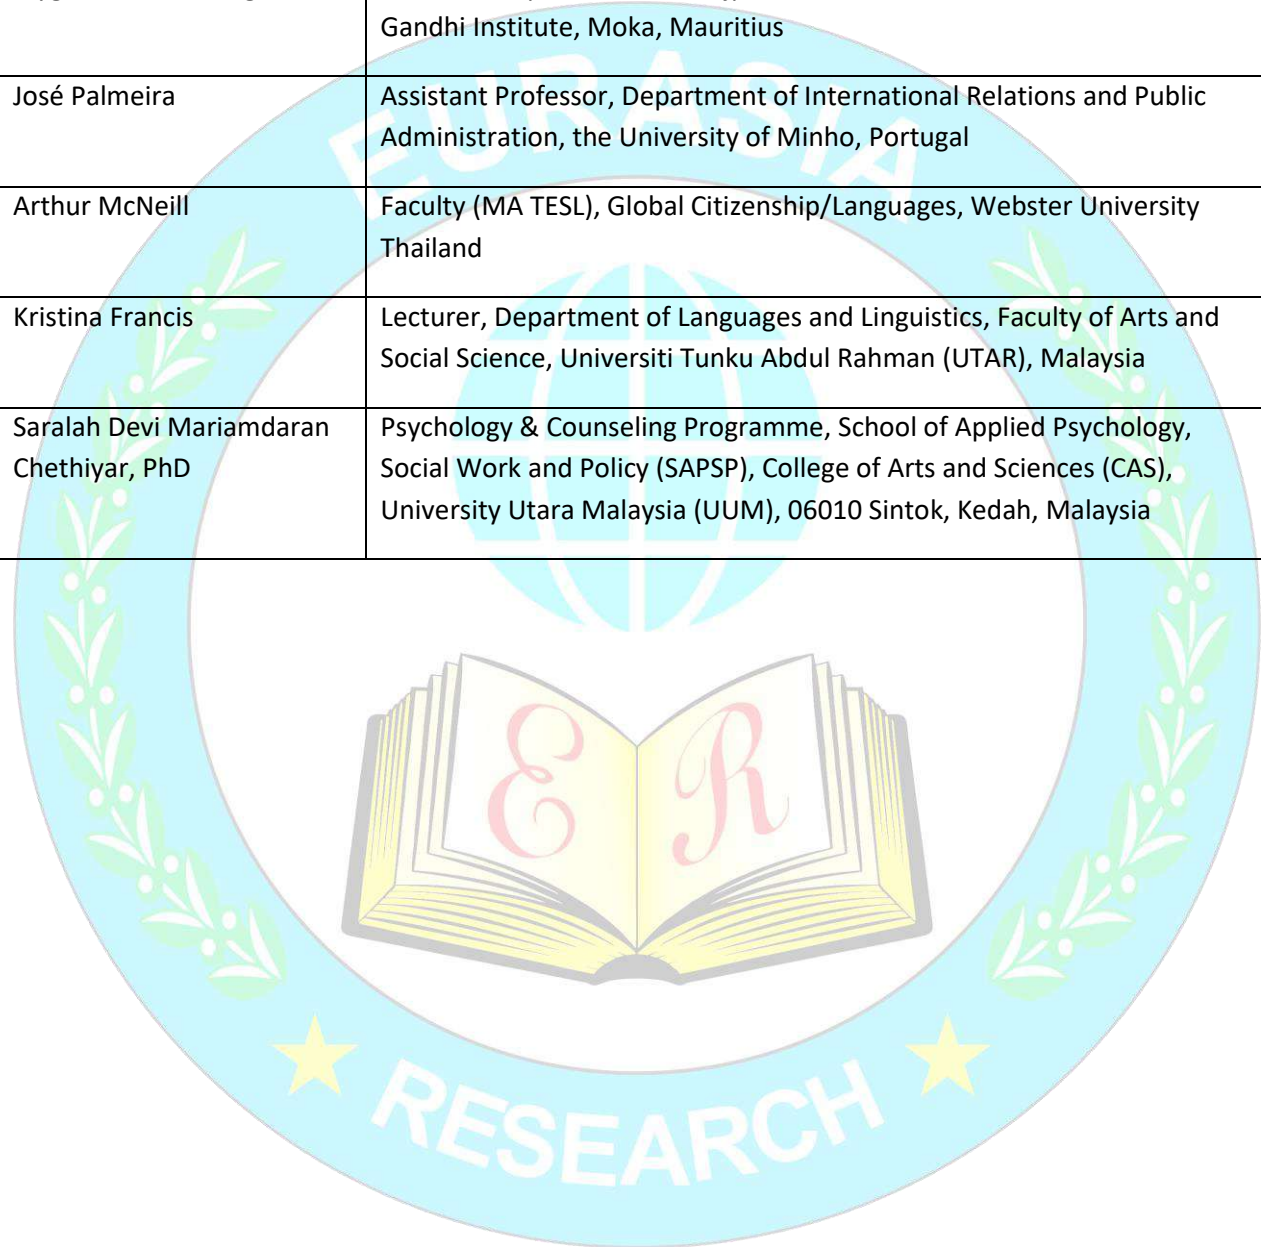 Gandhi Institute, Moka, Mauritius
José Palmeira
Assistant Professor, Department of International Relations and Public
Administration, the University of Minho, Portugal
Arthur McNeill
Faculty (MA TESL), Global Citizenship/Languages, Webster University
Thailand
Kristina Francis
Lecturer, Department of Languages and Linguistics, Faculty of Arts and
Social Science, Universiti Tunku Abdul Rahman (UTAR), Malaysia
Saralah Devi Mariamdaran
Chethiyar, PhD
Psychology & Counseling Programme, School of Applied Psychology,
Social Work and Policy (SAPSP), College of Arts and Sciences (CAS),
University Utara Malaysia (UUM), 06010 Sintok, Kedah, Malaysia
EURASIA
E R
RESEARCH